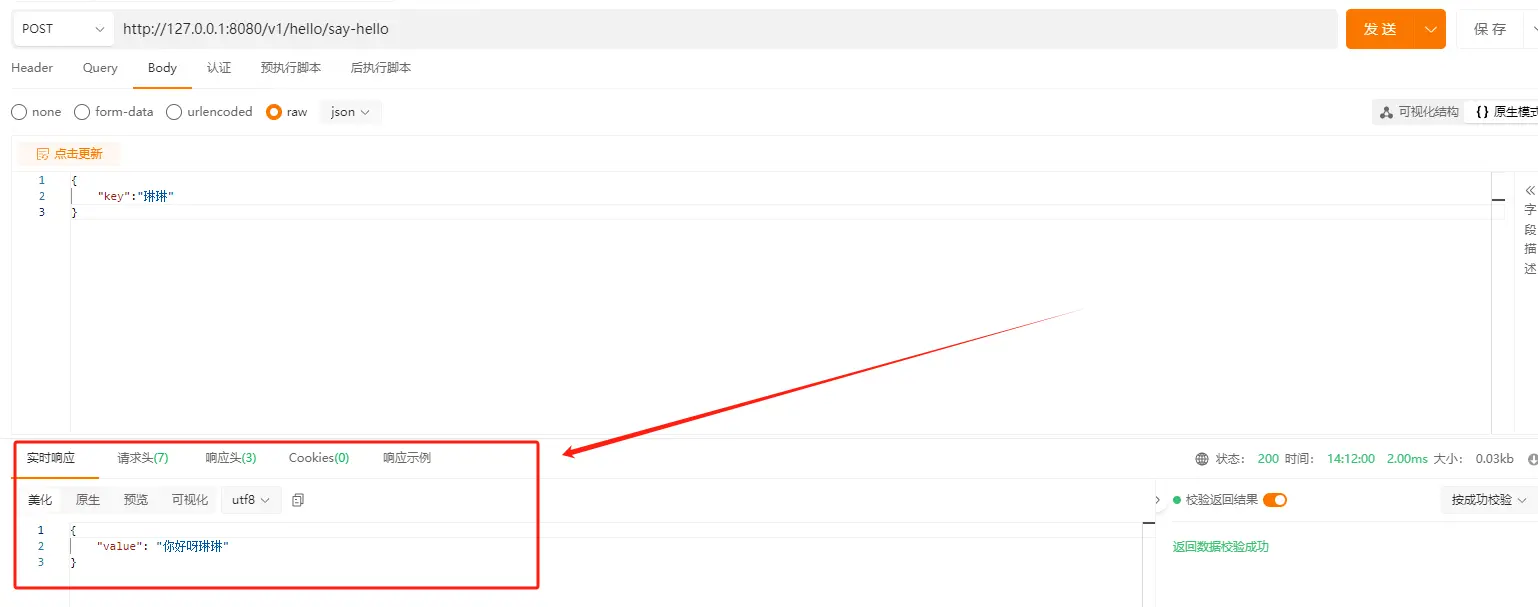 POST http://127.0.0.1:8080/v1/hello/say-hello 发送 保存
Header Query Body 认证 预执行脚本 后执行脚本
none form-data urlencoded raw json 可视化结构 {} 原生模式
点击更新
1 {
2 "key":"琳琳"
3 }
字
段
描
述
实时响应 请求头(7) 响应头(3) Cookies(0) 响应示例 状态: 200 时间: 14:12:00 2.00ms 大小: 0.03kb
美化 原生 预览 可视化 utf8 校验返回结果 按成功校验
1 {
2 "value": "你好呀琳琳"
3 }
返回数据校验成功